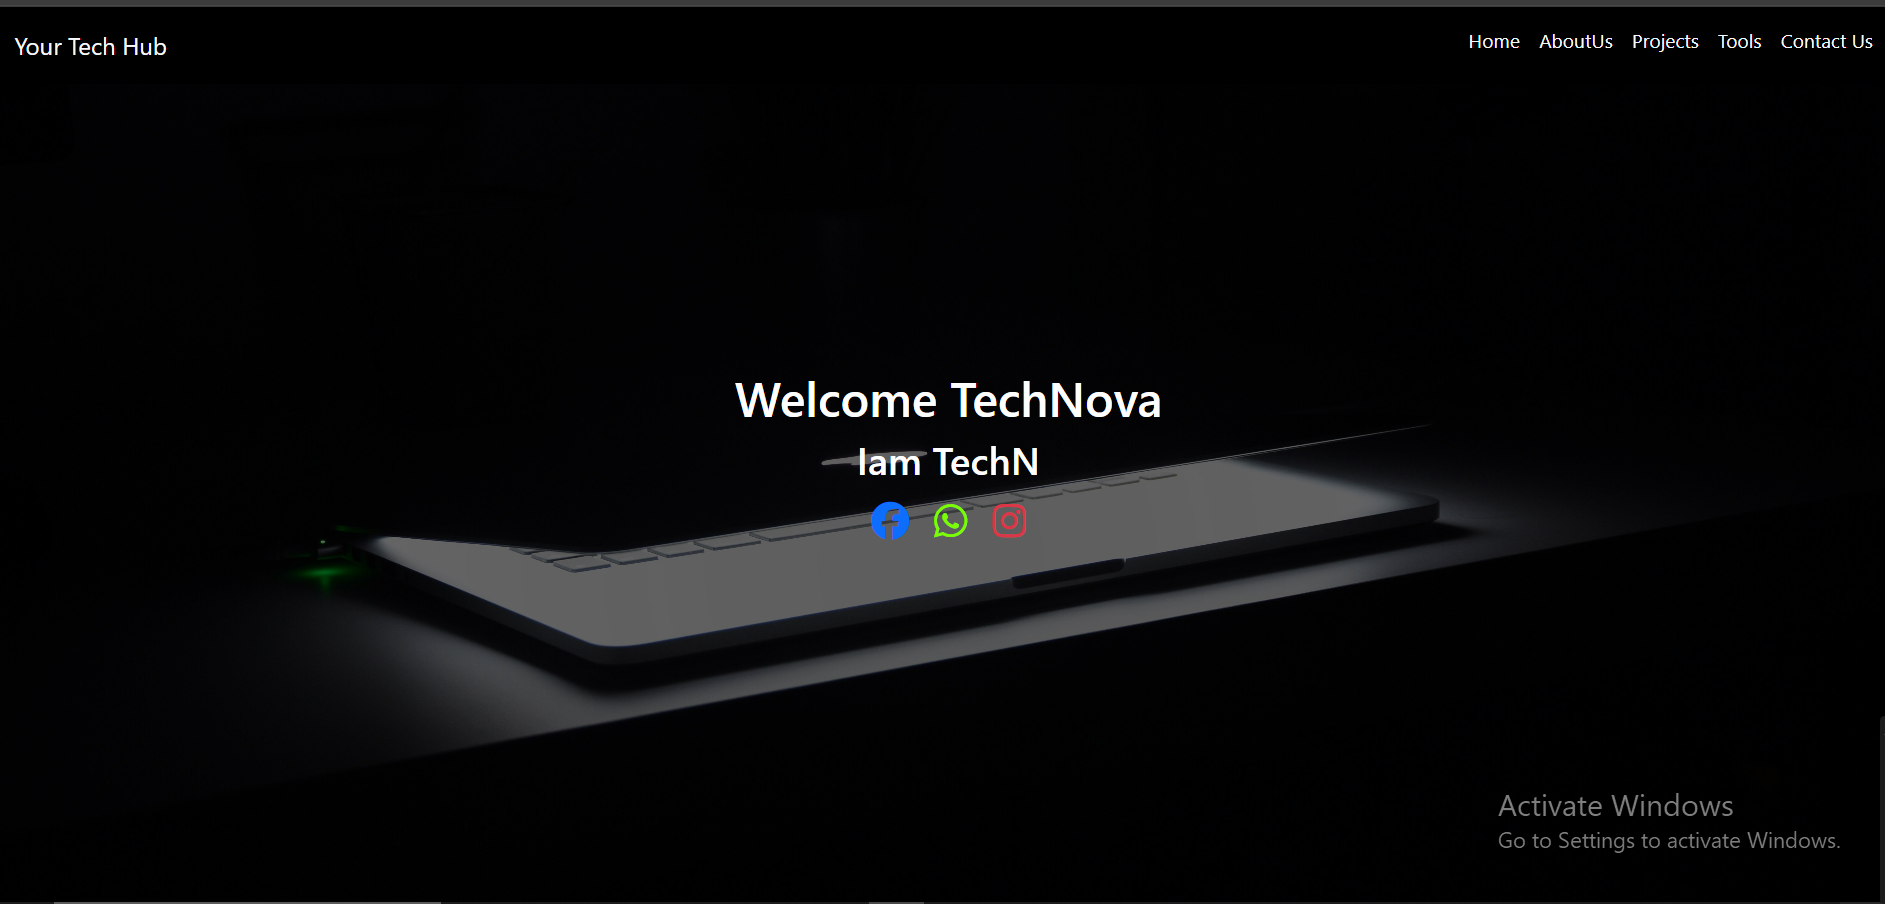 Your Tech Hub
Home AboutUs Projects Tools Contact Us
Welcome TechNova
Iam TechN
Activate Windows
Go to Settings to activate Windows.